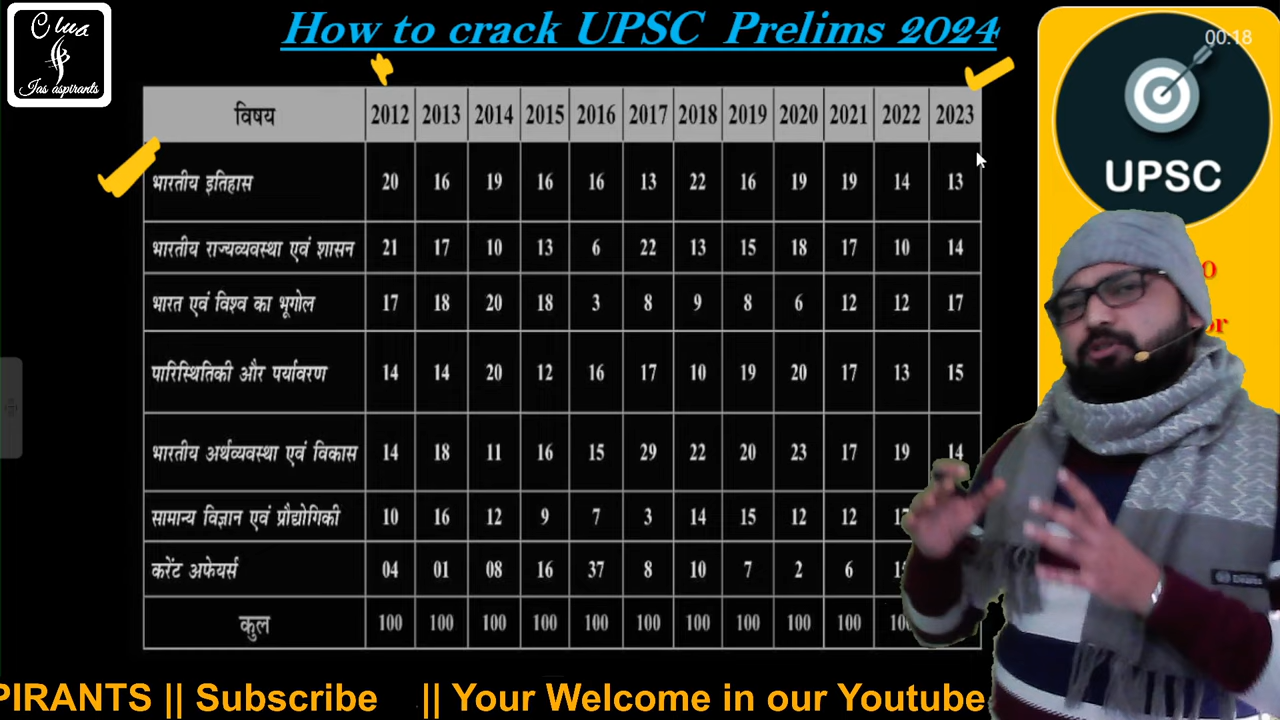 Clue
Ias aspirants
How to crack UPSC Prelims 2024
00:18
UPSC
विषय 2012 2013 2014 2015 2016 2017 2018 2019 2020 2021 2022 2023
भारतीय इतिहास 20 16 19 16 16 13 22 16 19 19 14 13
भारतीय राज्यव्यवस्था एवं शासन 21 17 10 13 6 22 13 15 18 17 10 14
भारत एवं विश्व का भूगोल 17 18 20 18 3 8 9 8 6 12 12 17
पारिस्थितिकी और पर्यावरण 14 14 20 12 16 17 10 19 20 17 13 15
भारतीय अर्थव्यवस्था एवं विकास 14 18 11 16 15 29 22 20 23 17 19 14
सामान्य विज्ञान एवं प्रौद्योगिकी 10 16 12 9 7 3 14 15 12 12
करेंट अफेयर्स 04 01 08 16 37 8 10 7 2 6
कुल 100 100 100 100 100 100 100 100 100 100
PIRANTS || Subscribe || Your Welcome in our Youtube